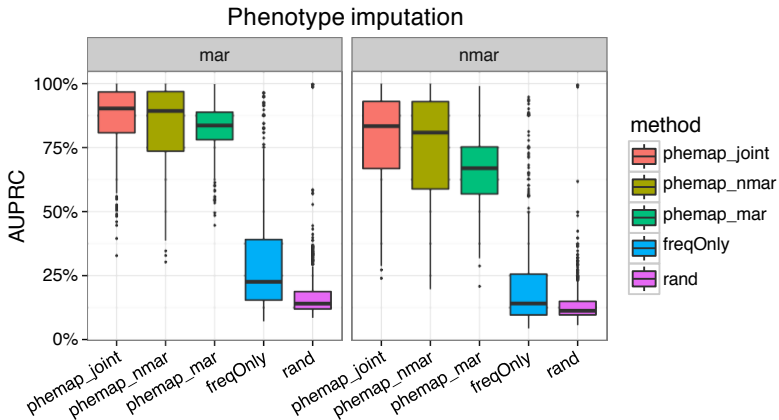 Phenotype imputation
mar
nmar
AUPRC
100%
75%
50%
25%
0%
phemap_joint
phemap_nmar
phemap_mar
freqOnly
rand
phemap_joint
phemap_nmar
phemap_mar
freqOnly
rand
method
phemap_joint
phemap_nmar
phemap_mar
freqOnly
rand